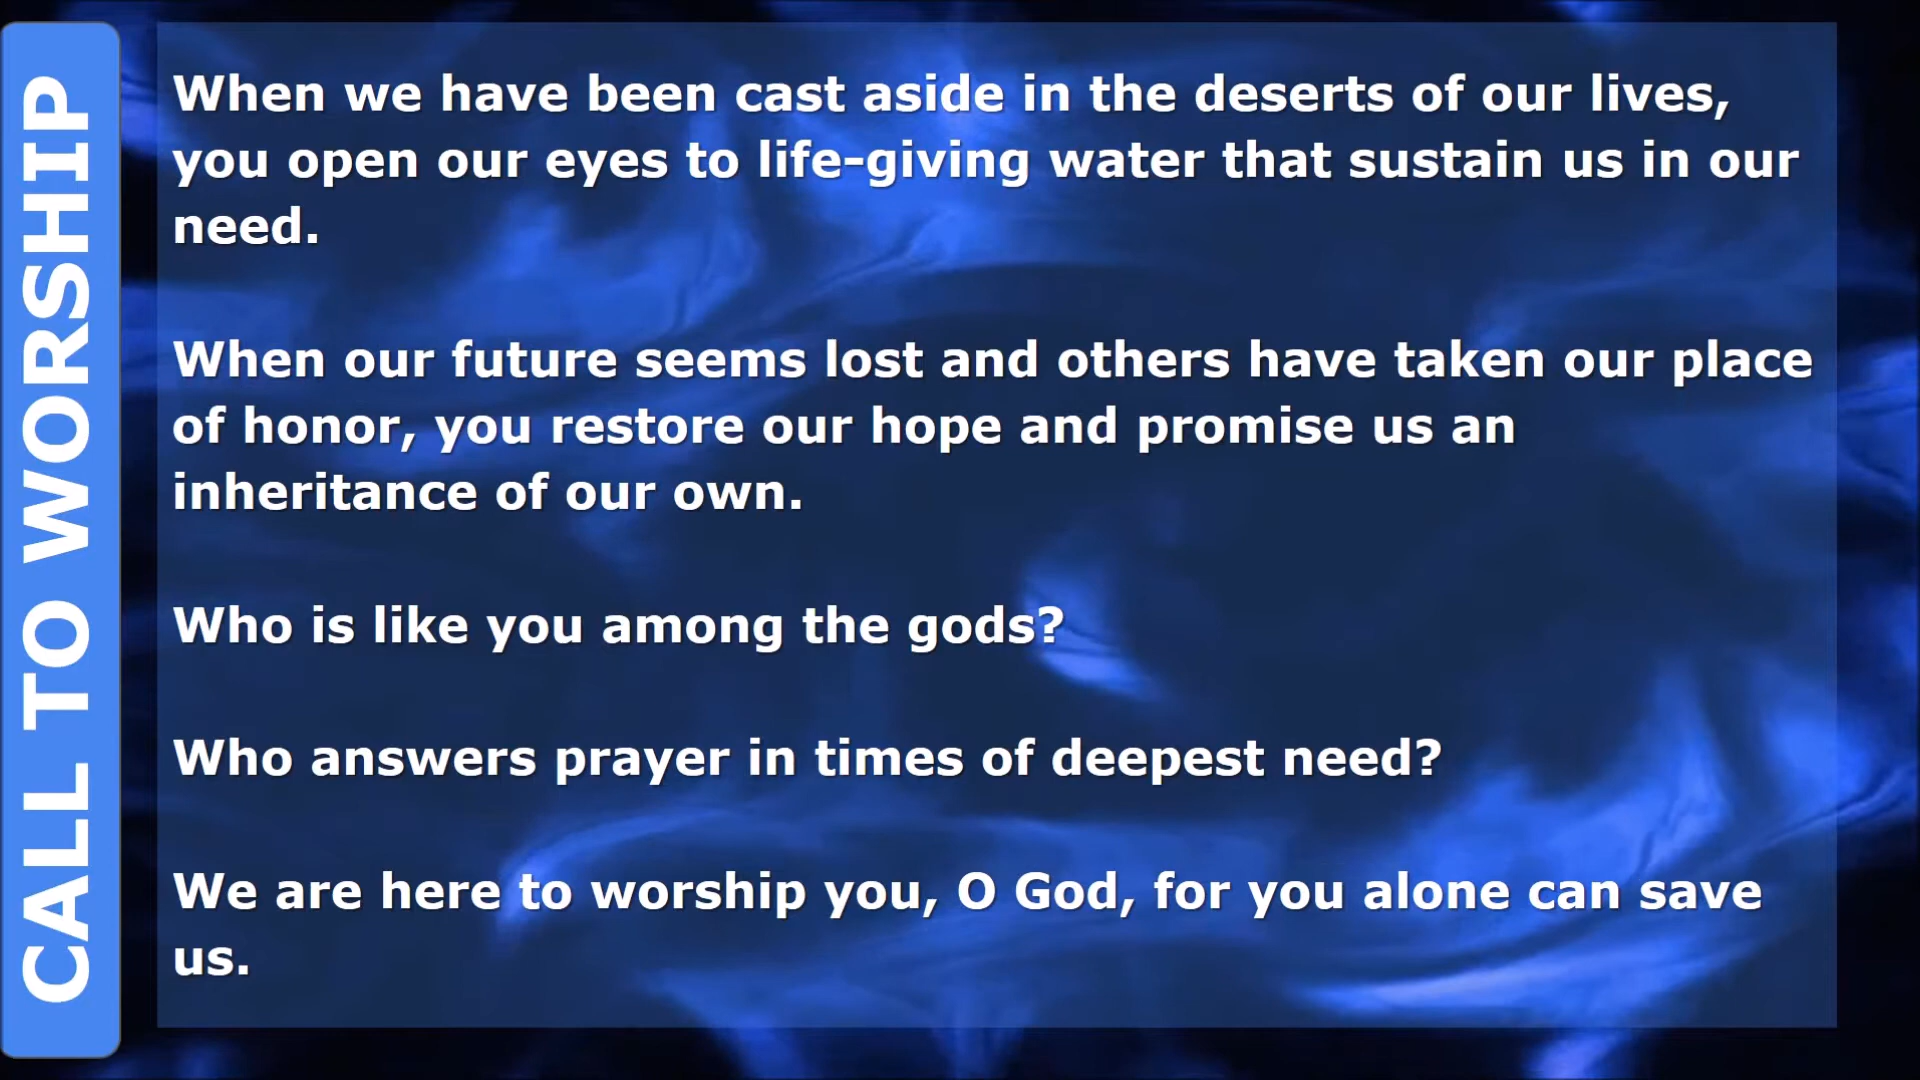 CALL TO WORSHIP
When we have been cast aside in the deserts of our lives,
you open our eyes to life-giving water that sustain us in our
need.
When our future seems lost and others have taken our place
of honor, you restore our hope and promise us an
inheritance of our own.
Who is like you among the gods?
Who answers prayer in times of deepest need?
We are here to worship you, O God, for you alone can save
us.